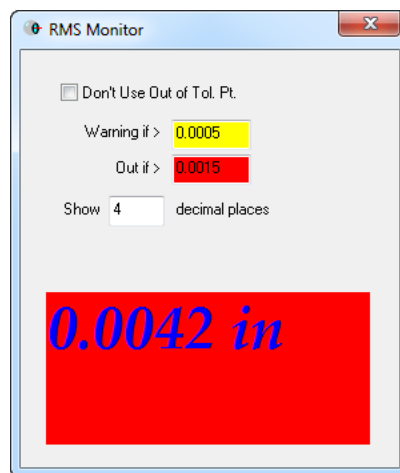 RMS Monitor
Don't Use Out of Tol. Pt.
Warning if > 0.0005
Out if > 0.0015
Show 4 decimal places
0.0042 in